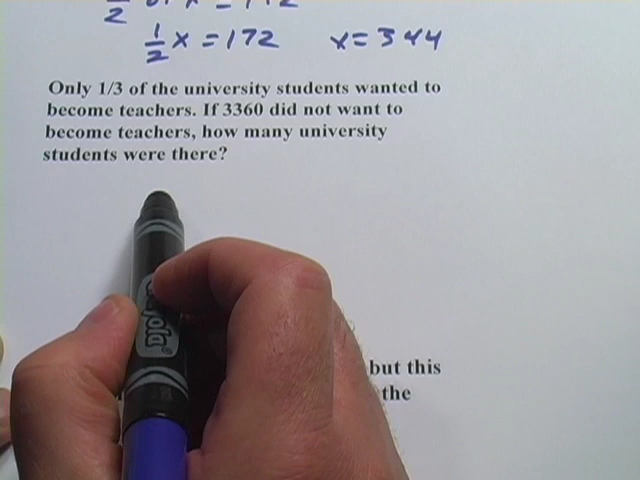 1/2 x = 172 x = 344
Only 1/3 of the university students wanted to
become teachers. If 3360 did not want to
become teachers, how many university
students were there?
but this
the